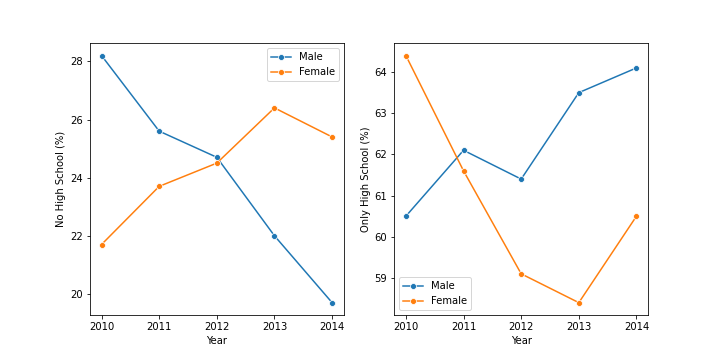 No High School (%)
28
26
24
22
20
Male
Female
2010 2011 2012 2013 2014
Year
Only High School (%)
64
63
62
61
60
59
Male
Female
2010 2011 2012 2013 2014
Year